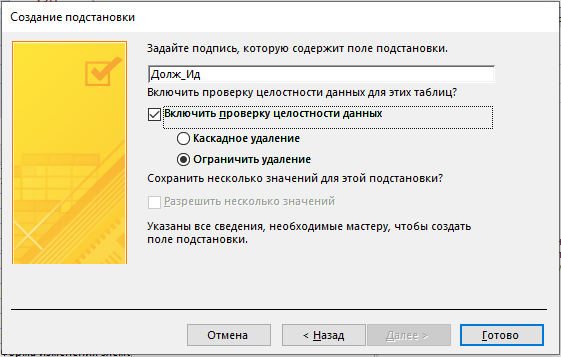 Создание подстановки
Задайте подпись, которую содержит поле подстановки.
Долж_Ид
Включить проверку целостности данных для этих таблиц?
Включить проверку целостности данных
Каскадное удаление
Ограничить удаление
Сохранить несколько значений для этой подстановки?
Разрешить несколько значений
Указаны все сведения, необходимые мастеру, чтобы создать
поле подстановки.
Отмена
< Назад
Далее >
Готово